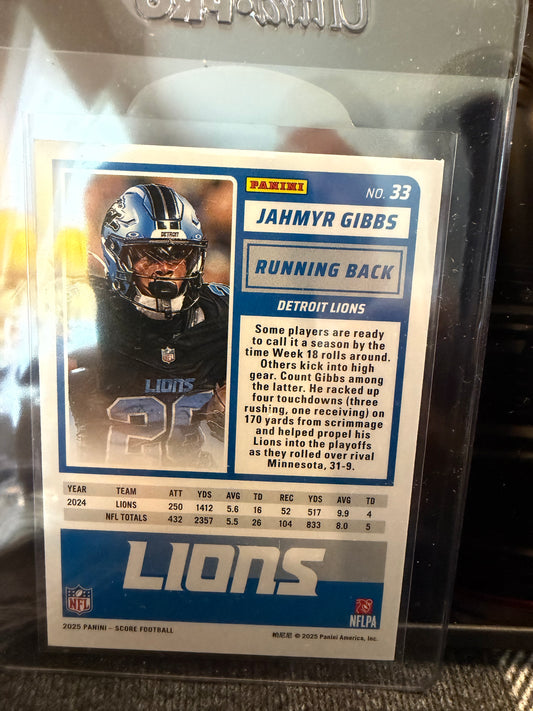 PANINI
NO. 33
JAHMYR GIBBS
RUNNING BACK
DETROIT LIONS
DETROIT
LIONS
Some players are ready
to call it a season by the
time Week 18 rolls around.
Others kick into high
gear. Count Gibbs among
the latter. He racked up
four touchdowns (three
rushing, one receiving) on
170 yards from scrimmage
and helped propel his
Lions into the playoffs
as they rolled over rival
Minnesota, 31-9.
YEAR TEAM ATT YDS AVG TD REC YDS AVG TD
2024 LIONS 250 1412 5.6 16 52 517 9.9 4
NFL TOTALS 432 2357 5.5 26 104 833 8.0 5
LIONS
NFL
NFLPA
2025 PANINI – SCORE FOOTBALL
帕尼尼 © 2025 Panini America, Inc.